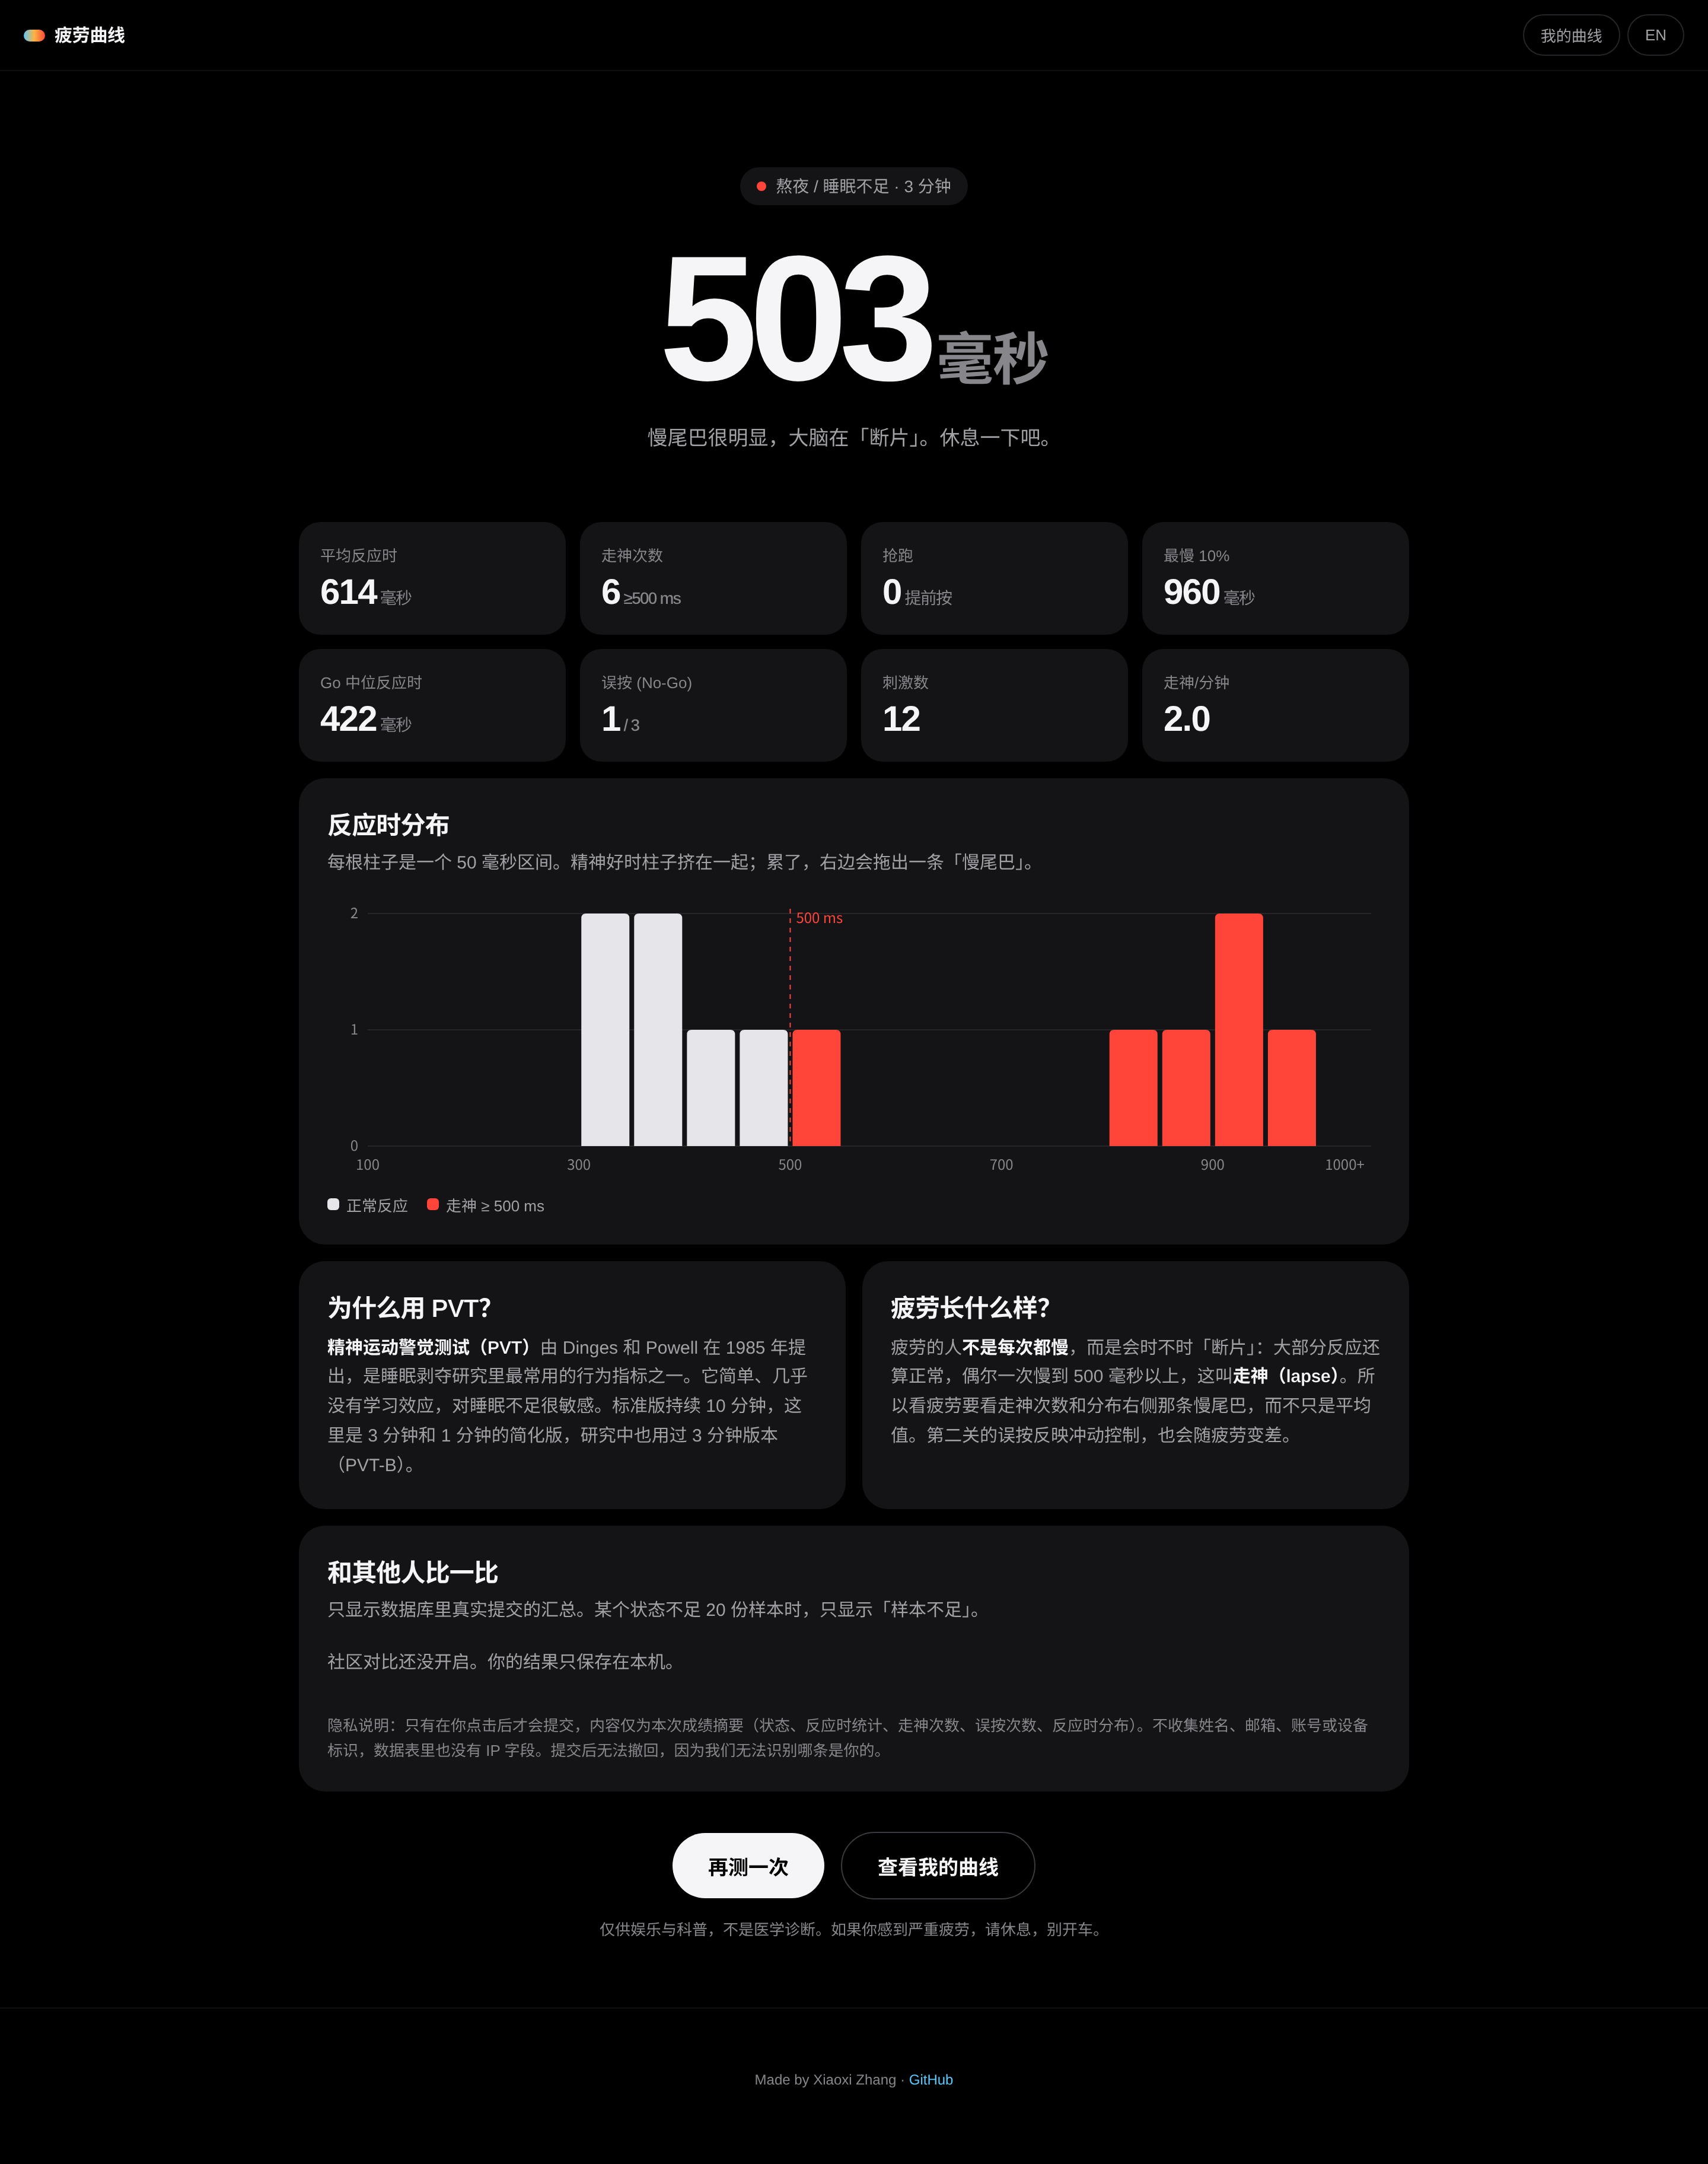 疲劳曲线
我的曲线
EN
熬夜 / 睡眠不足 · 3 分钟
503毫秒
慢尾巴很明显，大脑在「断片」。休息一下吧。
平均反应时
614 毫秒
走神次数
6 ≥500 ms
抢跑
0 提前按
最慢 10%
960 毫秒
Go 中位反应时
422 毫秒
误按 (No-Go)
1 / 3
刺激数
12
走神/分钟
2.0
反应时分布
每根柱子是一个 50 毫秒区间。精神好时柱子挤在一起；累了，右边会拖出一条「慢尾巴」。
2
500 ms
1
0
100 300 500 700 900 1000+
正常反应 走神 ≥ 500 ms
为什么用 PVT？
精神运动警觉测试（PVT）由 Dinges 和 Powell 在 1985 年提
出，是睡眠剥夺研究里最常用的行为指标之一。它简单、几乎
没有学习效应，对睡眠不足很敏感。标准版持续 10 分钟，这
里是 3 分钟和 1 分钟的简化版，研究中也用过 3 分钟版本
（PVT-B）。
疲劳长什么样？
疲劳的人不是每次都慢，而是会时不时「断片」：大部分反应还
算正常，偶尔一次慢到 500 毫秒以上，这叫走神（lapse）。所
以看疲劳要看走神次数和分布右侧那条慢尾巴，而不只是平均
值。第二关的误按反映冲动控制，也会随疲劳变差。
和其他人比一比
只显示数据库里真实提交的汇总。某个状态不足 20 份样本时，只显示「样本不足」。
社区对比还没开启。你的结果只保存在本机。
隐私说明：只有在你点击后才会提交，内容仅为本次成绩摘要（状态、反应时统计、走神次数、误按次数、反应时分布）。不收集姓名、邮箱、账号或设备
标识，数据表里也没有 IP 字段。提交后无法撤回，因为我们无法识别哪条是你的。
再测一次
查看我的曲线
仅供娱乐与科普，不是医学诊断。如果你感到严重疲劳，请休息，别开车。
Made by Xiaoxi Zhang · GitHub